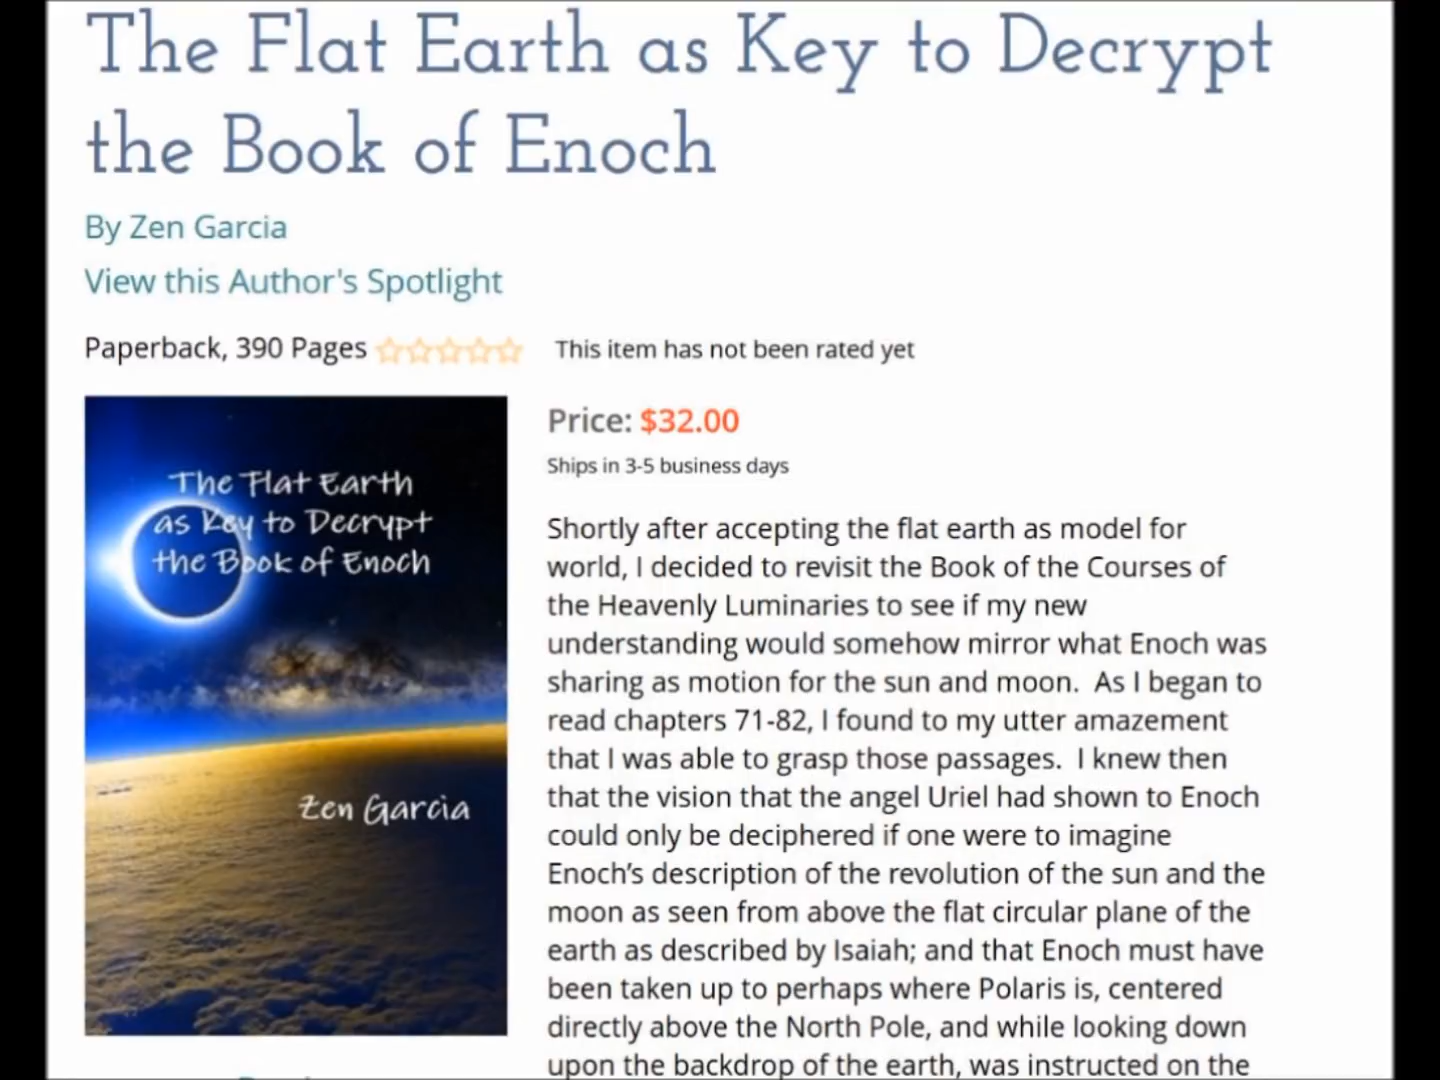 The Flat Earth as Key to Decrypt
the Book of Enoch
By Zen Garcia
View this Author's Spotlight
Paperback, 390 Pages
This item has not been rated yet
The Flat Earth
as Key to Decrypt
the Book of Enoch
Zen Garcia
Price: $32.00
Ships in 3-5 business days
Shortly after accepting the flat earth as model for
world, I decided to revisit the Book of the Courses of
the Heavenly Luminaries to see if my new
understanding would somehow mirror what Enoch was
sharing as motion for the sun and moon.  As I began to
read chapters 71-82, I found to my utter amazement
that I was able to grasp those passages.  I knew then
that the vision that the angel Uriel had shown to Enoch
could only be deciphered if one were to imagine
Enoch’s description of the revolution of the sun and the
moon as seen from above the flat circular plane of the
earth as described by Isaiah; and that Enoch must have
been taken up to perhaps where Polaris is, centered
directly above the North Pole, and while looking down
upon the backdrop of the earth, was instructed on the